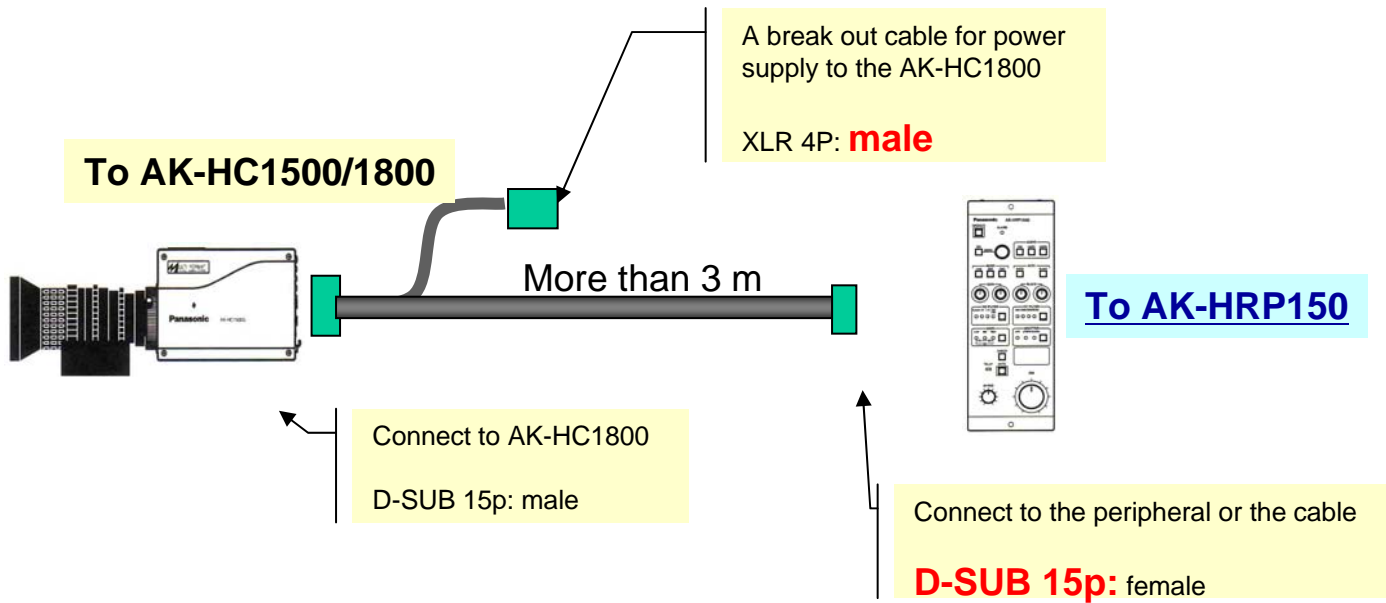 A break out cable for power
supply to the AK-HC1800
XLR 4P: male
To AK-HC1500/1800
More than 3 m
Panasonic
Panasonic
To AK-HRP150
Connect to AK-HC1800
D-SUB 15p: male
Connect to the peripheral or the cable
D-SUB 15p: female